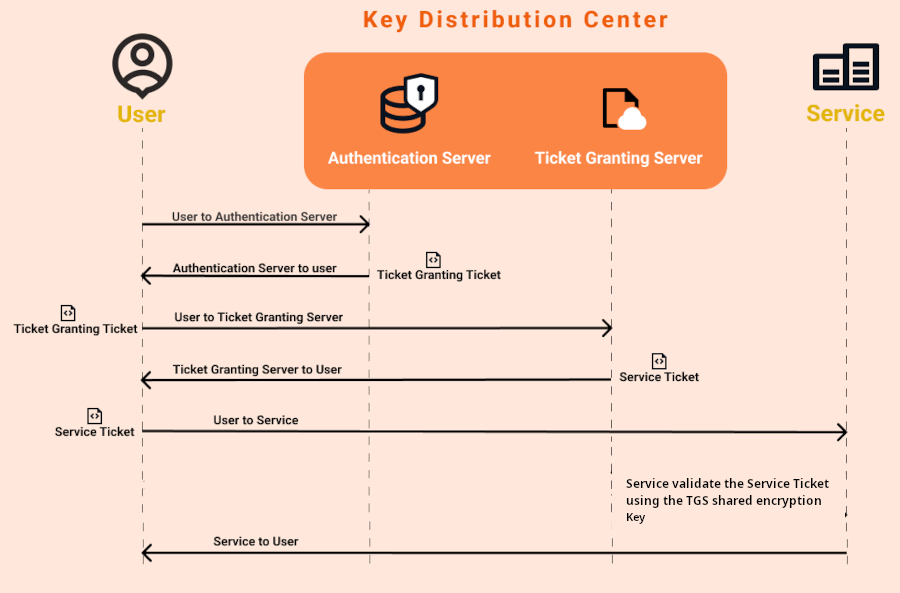 Key Distribution Center
User
Service
Authentication Server
Ticket Granting Server
User to Authentication Server
Authentication Server to user
Ticket Granting Ticket
User to Ticket Granting Server
Ticket Granting Ticket
Ticket Granting Server to User
Service Ticket
User to Service
Service Ticket
Service validate the Service Ticket
using the TGS shared encryption
Key
Service to User